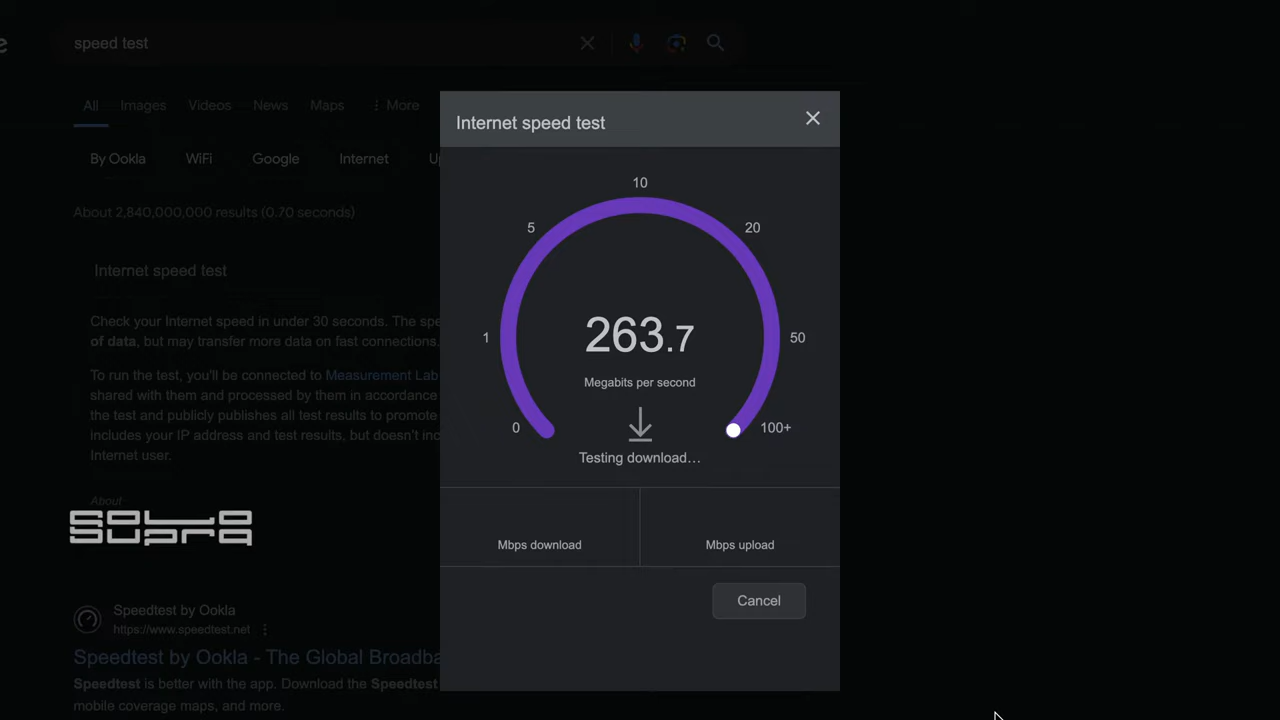 speed test
All Images Videos News Maps More
By Ookla WiFi Google Internet
About 2,840,000,000 results (0.70 seconds)
Internet speed test
Check your Internet speed in under 30 seconds. The
of data, but may transfer more data on fast connections.
To run the test, you'll be connected to Measurement Lab
shared with them and processed by them in accordance
the test and publicly publishes all test results to promote
includes your IP address and test results, but doesn't
Internet user.
About
Speedtest by Ookla
https://www.speedtest.net
Speedtest by Ookla - The Global
Speedtest is better with the app. Download the Speedtest
mobile coverage maps, and more.
Internet speed test
0
1
5
10
20
50
100+
263.7
Megabits per second
Testing download...
Mbps download
Mbps upload
Cancel